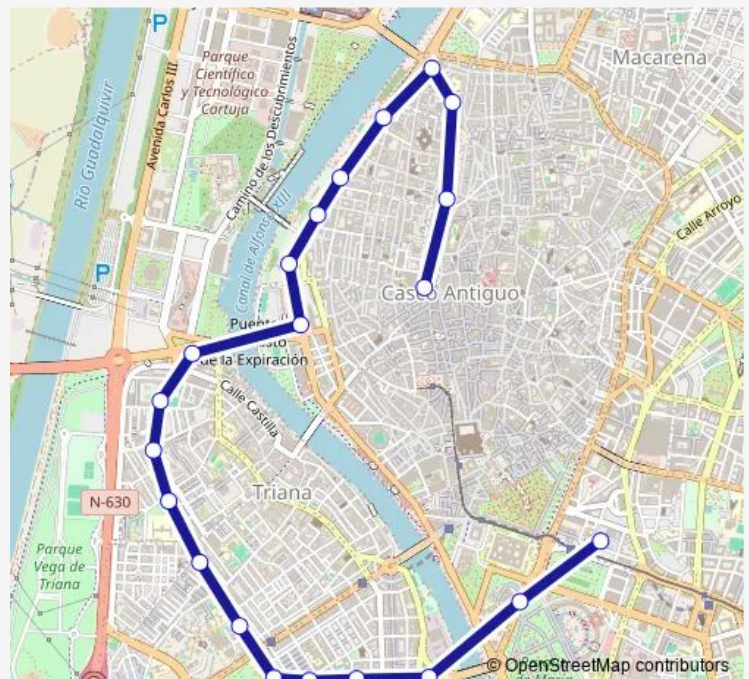 P
Parque
Científico
y Tecnológico
Cartuja
Macarena
Avenida Carlos III
Camino de los Descubrimientos
Río Guadalquivir
Canal de Alfonso XIII
Calle Arroyo
P
Casco Antiguo
de la Expiración
Calle Castilla
Triana
N-630
Parque
Vega de
Triana
© OpenStreetMap contributors